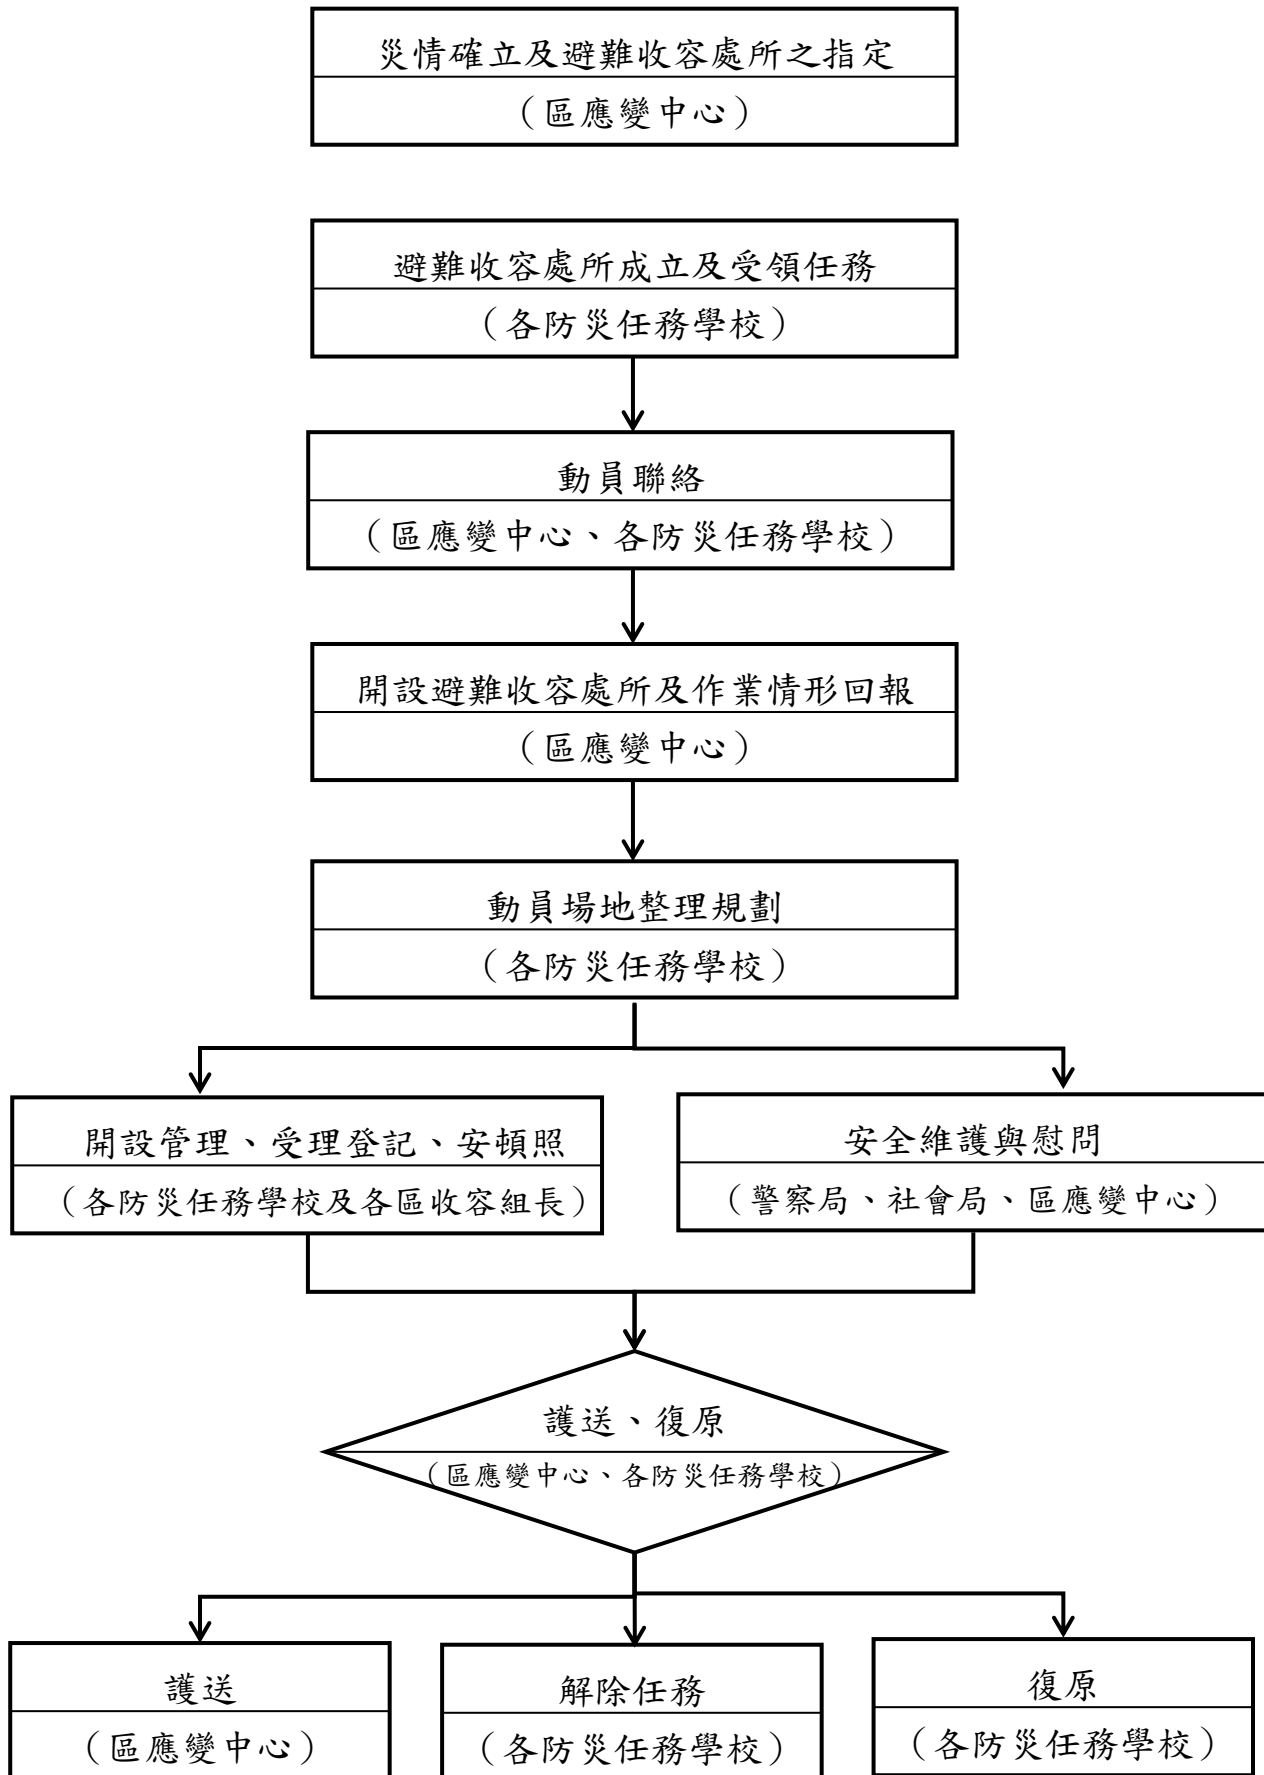 災情確立及避難收容處所之指定
（區應變中心）
避難收容處所成立及受領任務
（各防災任務學校）
動員聯絡
（區應變中心、各防災任務學校）
開設避難收容處所及作業情形回報
（區應變中心）
動員場地整理規劃
（各防災任務學校）
開設管理、受理登記、安頓照
（各防災任務學校及各區收容組長）
安全維護與慰問
（警察局、社會局、區應變中心）
護送、復原
（區應變中心、各防災任務學校）
護送
（區應變中心）
解除任務
（各防災任務學校）
復原
（各防災任務學校）